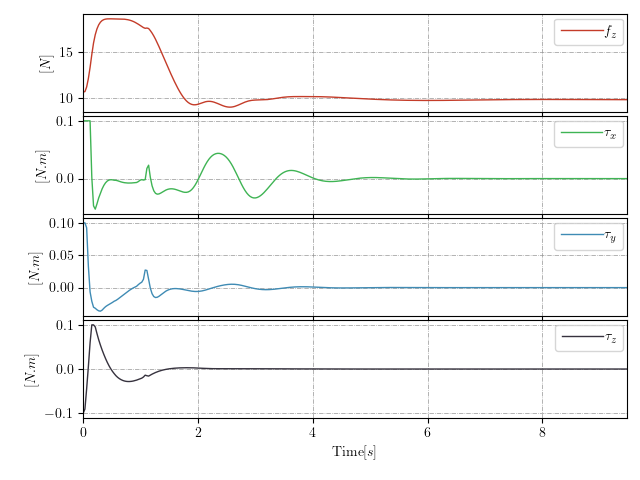 f_z
[N]
15
10
τ_x
[N.m]
0.1
0.0
τ_y
[N.m]
0.10
0.05
0.00
τ_z
[N.m]
0.1
0.0
−0.1
0 2 4 6 8
Time[s]